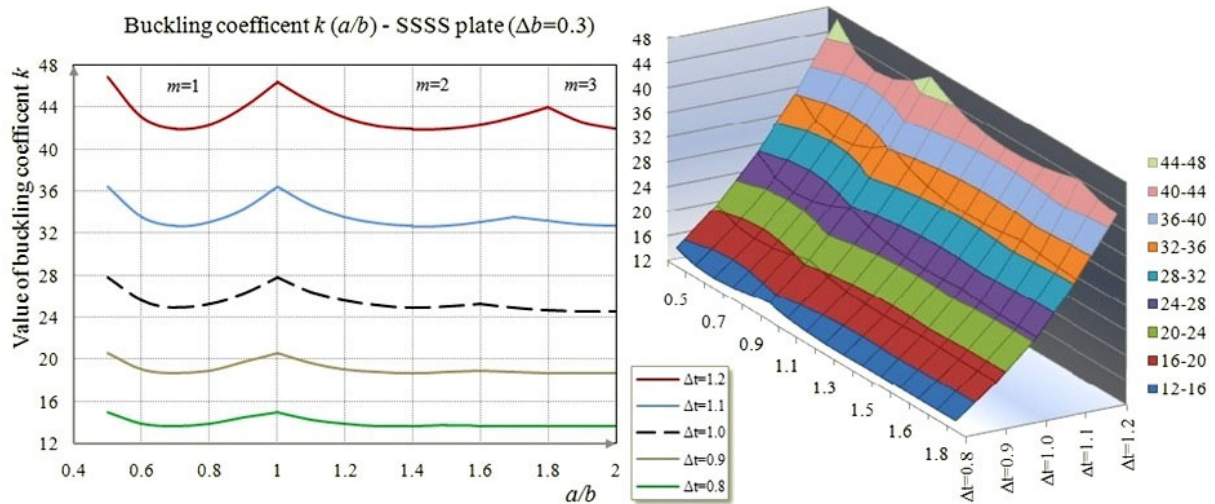 Buckling coefficent k (a/b) - SSSS plate (Δb=0.3)
Value of buckling coefficent k
48
44
40
36
32
28
24
20
16
12
m=1
m=2
m=3
0.4
0.6
0.8
1
1.2
1.4
1.6
1.8
2
a/b
Δt=1.2
Δt=1.1
Δt=1.0
Δt=0.9
Δt=0.8
48
44
40
36
32
28
24
20
16
12
0.5
0.7
0.9
1.1
1.3
1.5
1.6
1.8
Δt=0.8
Δt=0.9
Δt=1.0
Δt=1.1
Δt=1.2
44-48
40-44
36-40
32-36
28-32
24-28
20-24
16-20
12-16